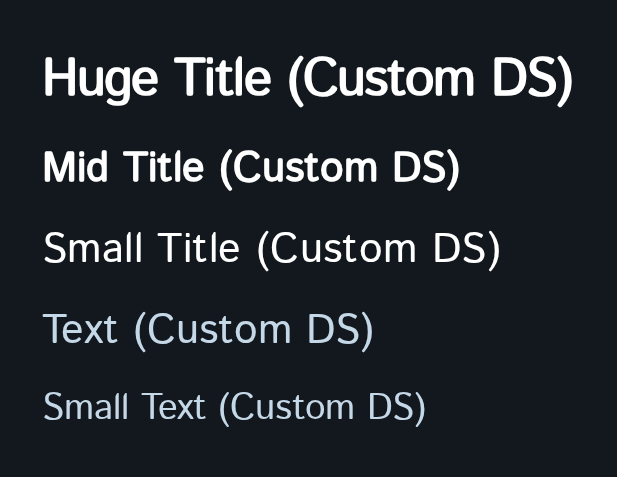 Huge Title (Custom DS)
Mid Title (Custom DS)
Small Title (Custom DS)
Text (Custom DS)
Small Text (Custom DS)